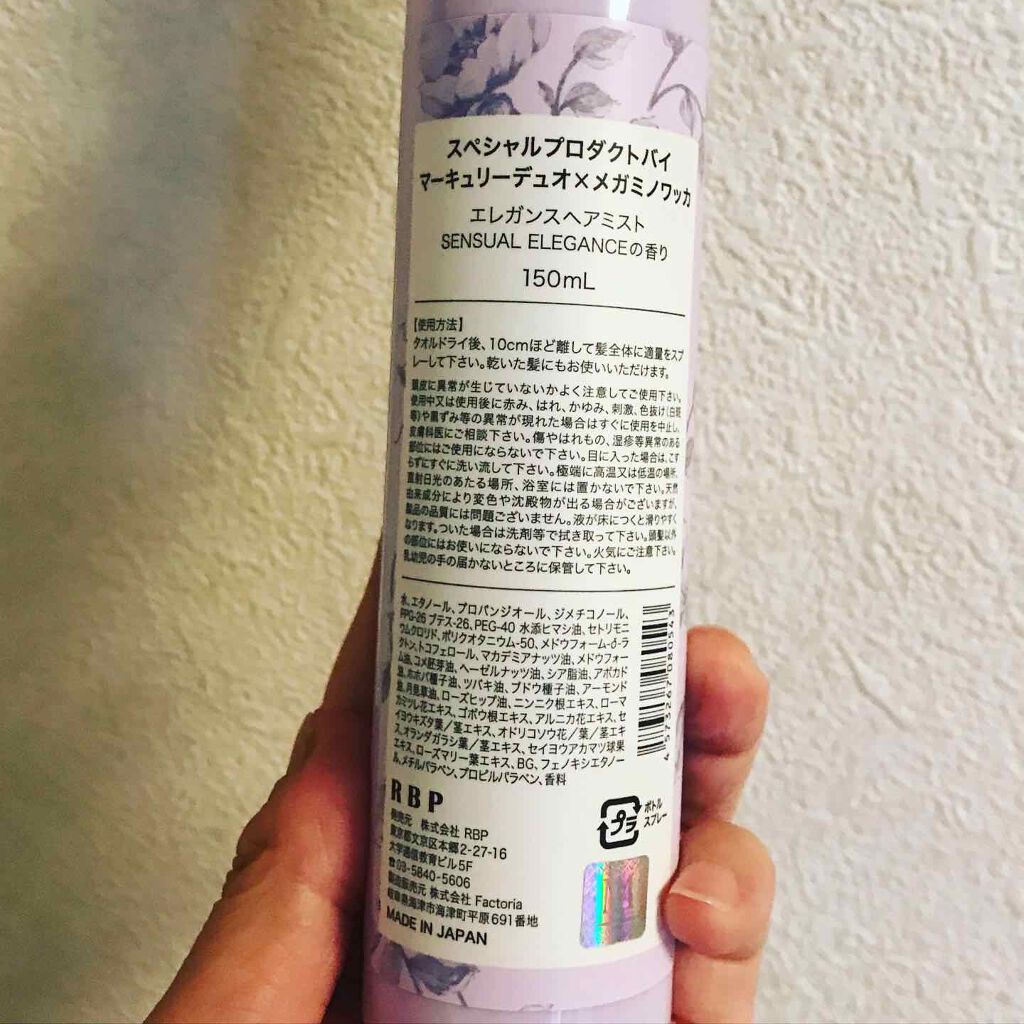 スペシャルプロダクトバイ
マーキュリーデュオ×メガミノワッカ
エレガンスヘアミスト
SENSUAL ELEGANCEの香り
150mL
【使用方法】
タオルドライ後、10cmほど離して髪全体に適量をスプ
レーして下さい。乾いた髪にもお使いいただけます。
頭皮に異常が生じていないかよく注意してご使用下さい。
使用中又は使用後に赤み、はれ、かゆみ、刺激、色抜け(白斑
等)や黒ずみ等の異常が現れた場合はすぐに使用を中止し、
皮膚科医にご相談下さい。傷やはれもの、湿疹等異常のある
部位にはご使用にならないで下さい。目に入った場合は、こす
らずにすぐに洗い流して下さい。極端に高温又は低温の場所、
直射日光のあたる場所、浴室には置かないで下さい。天然
由来成分により変色や沈殿物が出る場合がございますが、
製品の品質には問題ございません。液が床につくと滑りやすく
なります。ついた場合は洗剤等で拭き取って下さい。頭髪以外
の部位にはお使いにならないで下さい。火気にご注意下さい。
乳幼児の手の届かないところに保管して下さい。
水、エタノール、プロパンジオール、ジメチコノール、
PPG-26 ブテス-26、PEG-40 水添ヒマシ油、セトリモニ
ウムクロリド、ポリクオタニウム-50、メドウフォーム-δ-ラ
クトン、トコフェロール、マカデミアナッツ油、メドウフォー
ム油、コメ胚芽油、ヘーゼルナッツ油、シア脂油、アボカド
油、ホホバ種子油、ツバキ油、ブドウ種子油、アーモンド
油、月見草油、ローズヒップ油、ニンニク根エキス、ローマ
カミツレ花エキス、ゴボウ根エキス、アルニカ花エキス、セ
イヨウキズタ葉/茎エキス、オドリコソウ花/葉/茎エキ
ス、オランダガラシ葉/茎エキス、セイヨウアカマツ球果
エキス、ローズマリー葉エキス、BG、フェノキシエタノー
ル、メチルパラベン、プロピルパラベン、香料
4 573267 080543
RBP
発売元 株式会社 RBP
東京都文京区本郷2-27-16
大学通信教育ビル5F
☎03-5840-5606
製造販売元 株式会社 Factoria
岐阜県海津市海津町平原691番地
MADE IN JAPAN
プラ
ボトル
スプレー